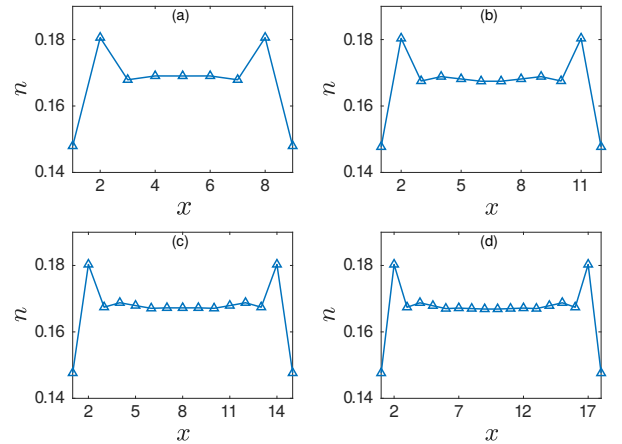 (a)
0.18
0.16
0.14
n
2 4 6 8
x
(b)
0.18
0.16
0.14
n
2 5 8 11
x
(c)
0.18
0.16
0.14
n
2 5 8 11 14
x
(d)
0.18
0.16
0.14
n
2 7 12 17
x